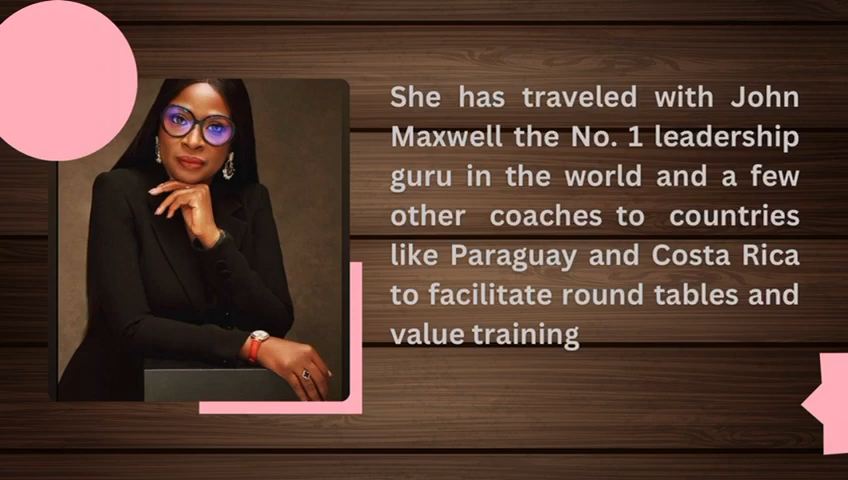 She has traveled with John
Maxwell the No. 1 leadership
guru in the world and a few
other coaches to countries
like Paraguay and Costa Rica
to facilitate round tables and
value training